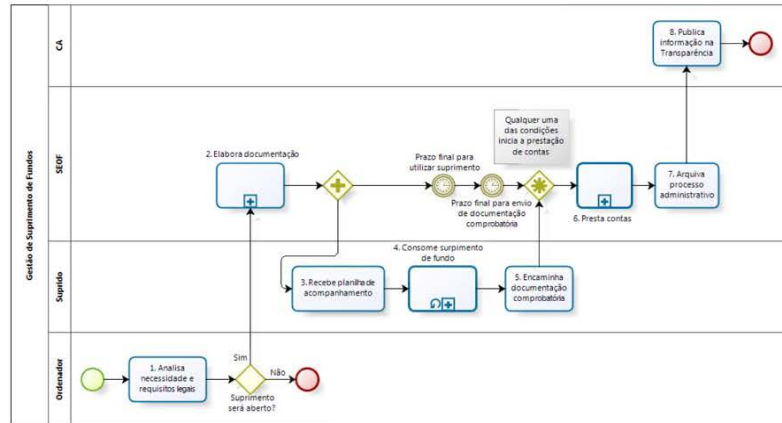 Gestão de Suprimento de Fundos
CA
8. Publica
informação na
Transparência
SEOF
Qualquer uma
das condições
inicia a prestação
de contas
2. Elabora documentação
Prazo final para
utilizar suprimento
Prazo final para envio
de documentação
comprobatória
6. Presta contas
7. Arquiva
processo
administrativo
Suprido
4. Consome surpimento
de fundo
3. Recebe planilha de
acompanhamento
5. Encaminha
documentação
comprobatória
Ordenador
1. Analisa
necessidade e
requisitos legais
Sim
Não
Suprimento
será aberto?